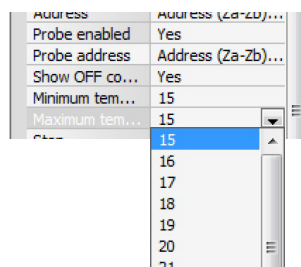 Address Address (Za-Zb)...
Probe enabled Yes
Probe address Address (Za-Zb)...
Show OFF co... Yes
Minimum tem... 15
Maximum tem... 15
15
16
17
18
19
20
21